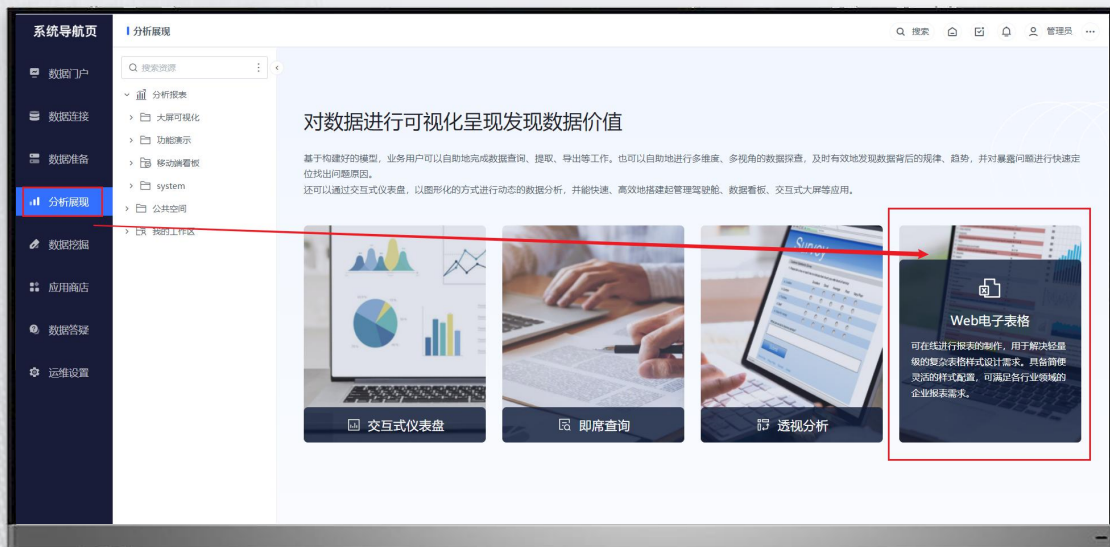 系统导航页
分析展现
搜索
管理员
数据门户
数据连接
数据准备
分析展现
数据挖掘
应用商店
数据答疑
运维设置
搜索资源
分析报表
大屏可视化
功能演示
移动端看板
system
公共空间
我的工作区
对数据进行可视化呈现发现数据价值
基于构建好的模型，业务用户可以自助地完成数据查询、提取、导出等工作。也可以自助地进行多维度、多视角的数据探查，及时有效地发现数据背后的规律、趋势，并对暴露问题进行快速定
位找出问题原因。
还可以通过交互式仪表盘，以图形化的方式进行动态的数据分析，并能快速、高效地搭建起管理驾驶舱、数据看板、交互式大屏等应用。
Survey
交互式仪表盘
即席查询
透视分析
Web电子表格
可在线进行报表的制作，用于解决轻量
级的复杂表格样式设计需求。具备简便
灵活的样式配置，可满足各行业领域的
企业报表需求。